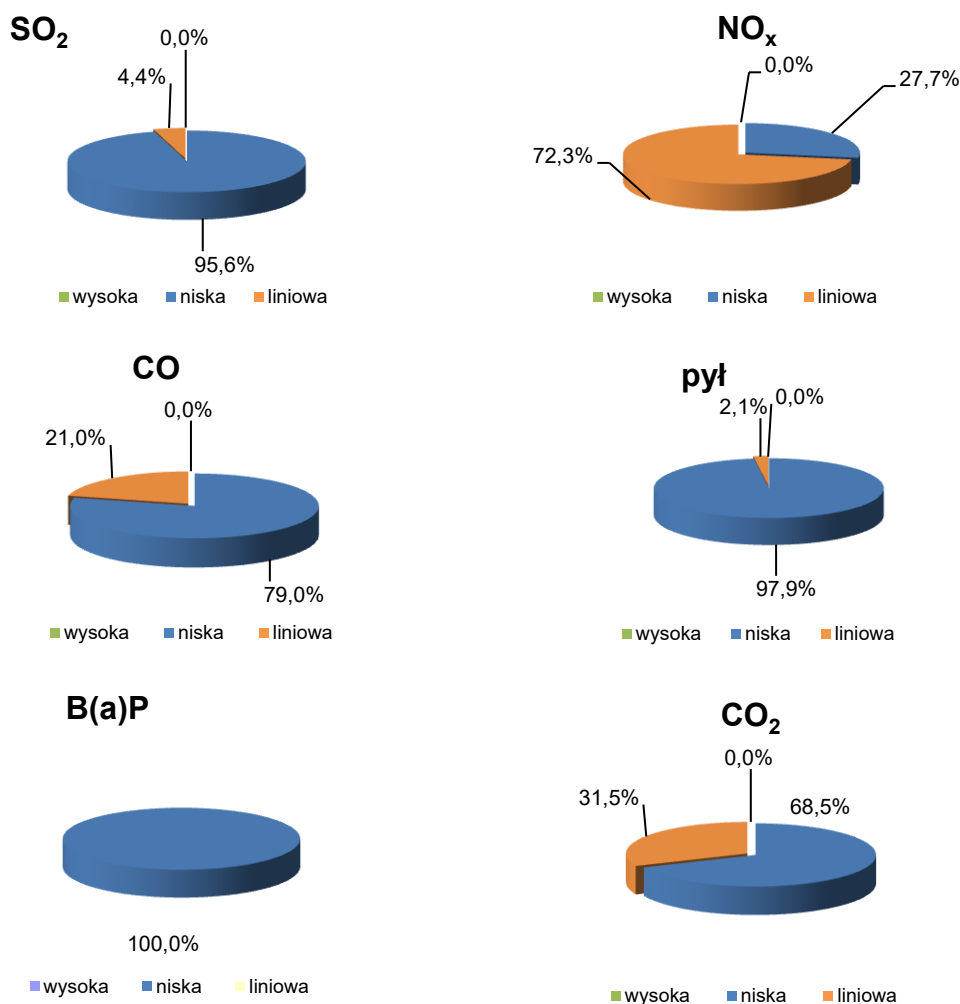 SO₂
0,0%
4,4%
95,6%
wysoka niska liniowa
NOₓ
0,0%
27,7%
72,3%
wysoka niska liniowa
CO
0,0%
21,0%
79,0%
wysoka niska liniowa
pył
2,1%
0,0%
97,9%
wysoka niska liniowa
B(a)P
100,0%
wysoka niska liniowa
CO₂
0,0%
31,5%
68,5%
wysoka niska liniowa